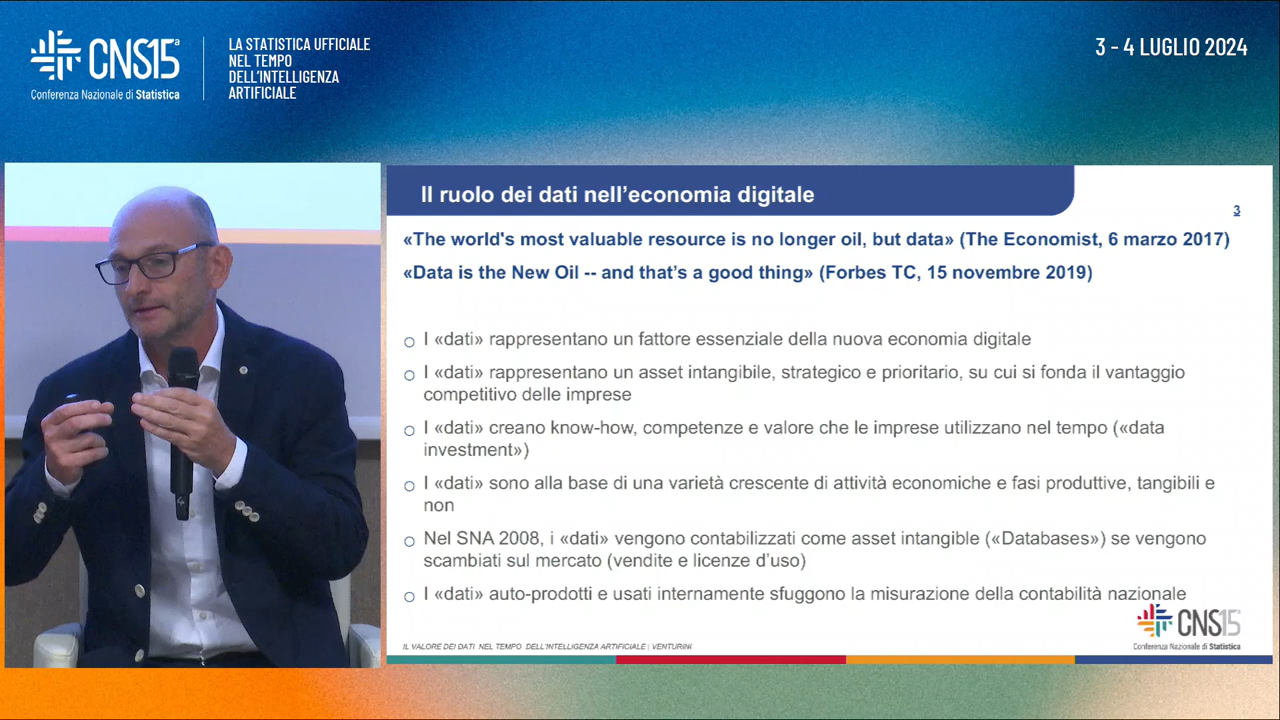 CNS15ª
Conferenza Nazionale di Statistica
LA STATISTICA UFFICIALE
NEL TEMPO
DELL'INTELLIGENZA
ARTIFICIALE
3 - 4 LUGLIO 2024
Il ruolo dei dati nell'economia digitale
3
«The world's most valuable resource is no longer oil, but data» (The Economist, 6 marzo 2017)
«Data is the New Oil -- and that's a good thing» (Forbes TC, 15 novembre 2019)
I «dati» rappresentano un fattore essenziale della nuova economia digitale
I «dati» rappresentano un asset intangibile, strategico e prioritario, su cui si fonda il vantaggio
competitivo delle imprese
I «dati» creano know-how, competenze e valore che le imprese utilizzano nel tempo («data
investment»)
I «dati» sono alla base di una varietà crescente di attività economiche e fasi produttive, tangibili e
non
Nel SNA 2008, i «dati» vengono contabilizzati come asset intangible («Databases») se vengono
scambiati sul mercato (vendite e licenze d'uso)
I «dati» auto-prodotti e usati internamente sfuggono la misurazione della contabilità nazionale
IL VALORE DEI DATI NEL TEMPO DELL'INTELLIGENZA ARTIFICIALE | VENTURINI
CNS15
Conferenza Nazionale di Statistica